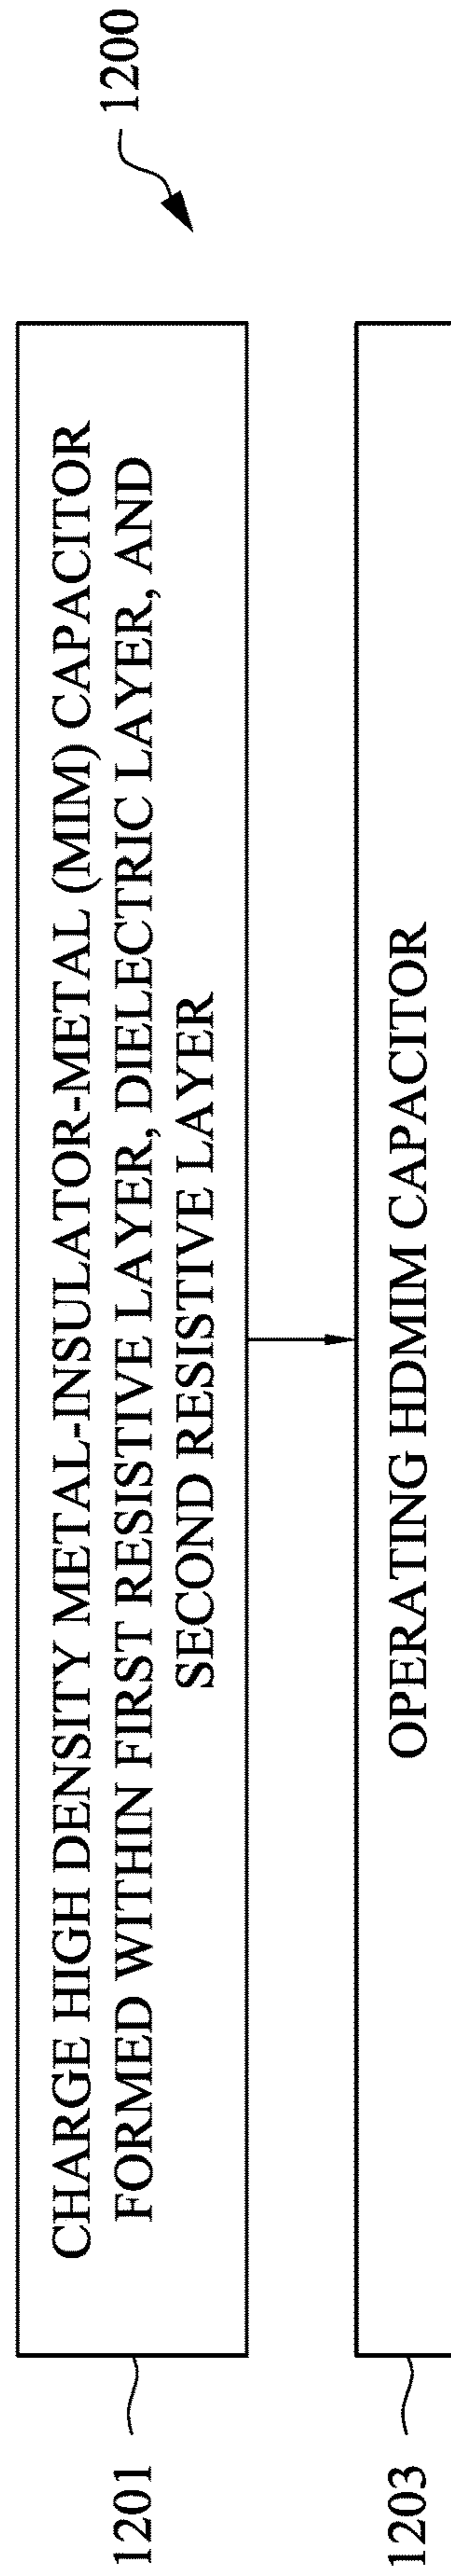 1200
1201
CHARGE HIGH DENSITY METAL-INSULATOR-METAL (MIM) CAPACITOR
FORMED WITHIN FIRST RESISTIVE LAYER, DIELECTRIC LAYER, AND
SECOND RESISTIVE LAYER
1203
OPERATING HDMIM CAPACITOR